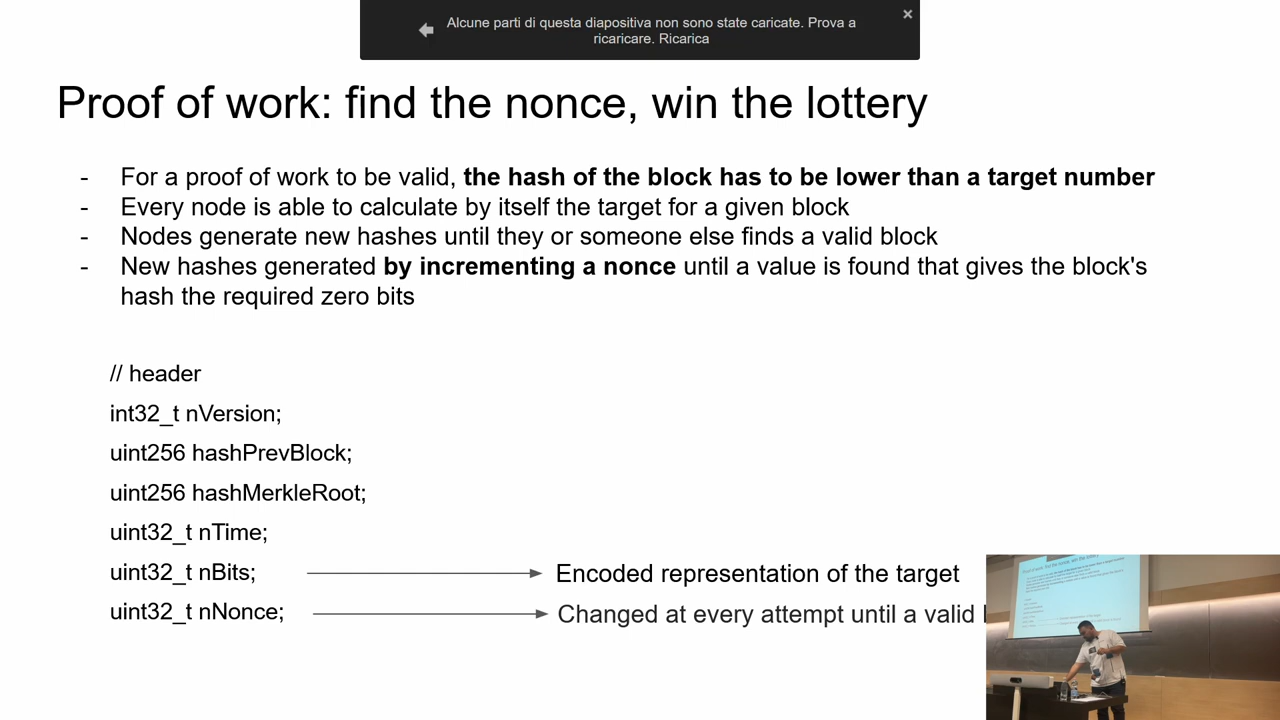 Alcune parti di questa diapositiva non sono state caricate. Prova a
ricaricare. Ricarica
Proof of work: find the nonce, win the lottery
- For a proof of work to be valid, the hash of the block has to be lower than a target number
- Every node is able to calculate by itself the target for a given block
- Nodes generate new hashes until they or someone else finds a valid block
- New hashes generated by incrementing a nonce until a value is found that gives the block's
hash the required zero bits
// header
int32_t nVersion;
uint256 hashPrevBlock;
uint256 hashMerkleRoot;
uint32_t nTime;
uint32_t nBits; Encoded representation of the target
uint32_t nNonce; Changed at every attempt until a valid